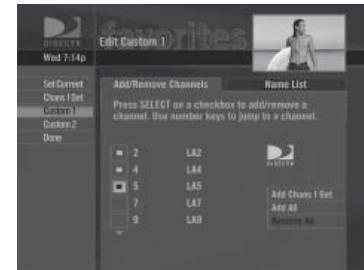 favorites
DIRECTV
Edit Custom 1
Wed 7:14p
Set Current
Chans I Get
Custom 1
Custom 2
Done
Add/Remove Channels
Name List
Press SELECT on a checkbox to add/remove a
channel. Use number keys to jump to a channel.
2 LA2
4 LA4
5 LA5
7 LA7
9 LA9
Add Chans I Get
Add All
Remove All